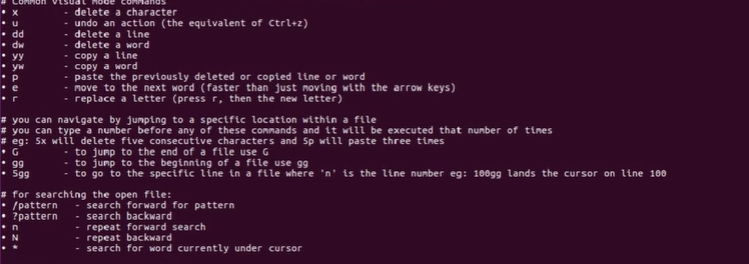 # Common visual mode commands
• x - delete a character
• u - undo an action (the equivalent of Ctrl+z)
• dd - delete a line
• dw - delete a word
• yy - copy a line
• yw - copy a word
• p - paste the previously deleted or copied line or word
• e - move to the next word (faster than just moving with the arrow keys)
• r - replace a letter (press r, then the new letter)
# you can navigate by jumping to a specific location within a file
# you can type a number before any of these commands and it will be executed that number of times
# eg: 5x will delete five consecutive characters and 5p will paste three times
• G - to jump to the end of a file use G
• gg - to jump to the beginning of a file use gg
• 5gg - to go to the specific line in a file where 'n' is the line number eg: 100gg lands the cursor on line 100
# for searching the open file:
• /pattern - search forward for pattern
• ?pattern - search backward
• n - repeat forward search
• N - repeat backward
• * - search for word currently under cursor